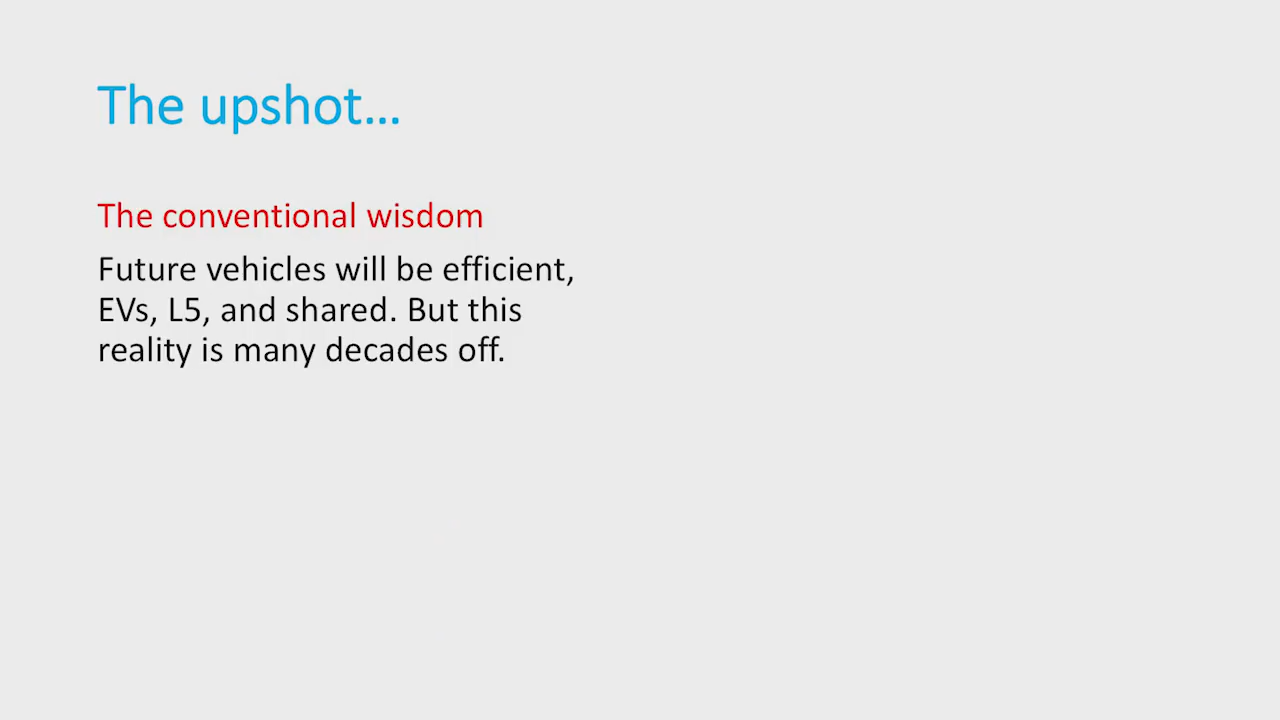 The upshot…
The conventional wisdom
Future vehicles will be efficient,
EVs, L5, and shared. But this
reality is many decades off.